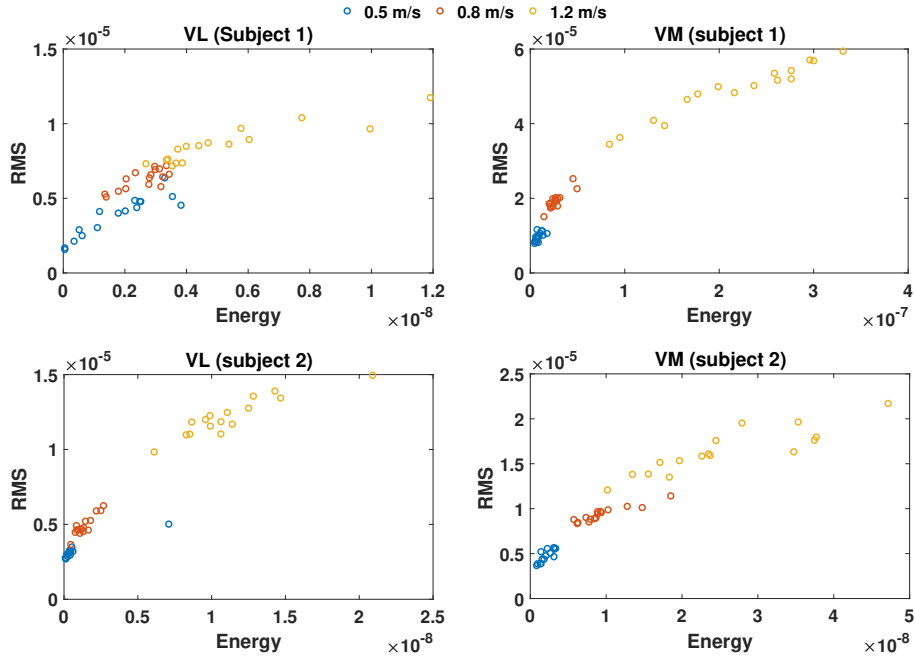 0.5 m/s 0.8 m/s 1.2 m/s
×10⁻⁵ VL (Subject 1)
1.5
1
0.5
0
RMS
0 0.2 0.4 0.6 0.8 1 1.2
Energy ×10⁻⁸
×10⁻⁵ VM (subject 1)
6
4
2
0
RMS
0 1 2 3 4
Energy ×10⁻⁷
×10⁻⁵ VL (subject 2)
1.5
1
0.5
0
RMS
0 0.5 1 1.5 2 2.5
Energy ×10⁻⁸
×10⁻⁵ VM (subject 2)
2.5
2
1.5
1
0.5
0
RMS
0 1 2 3 4 5
Energy ×10⁻⁸